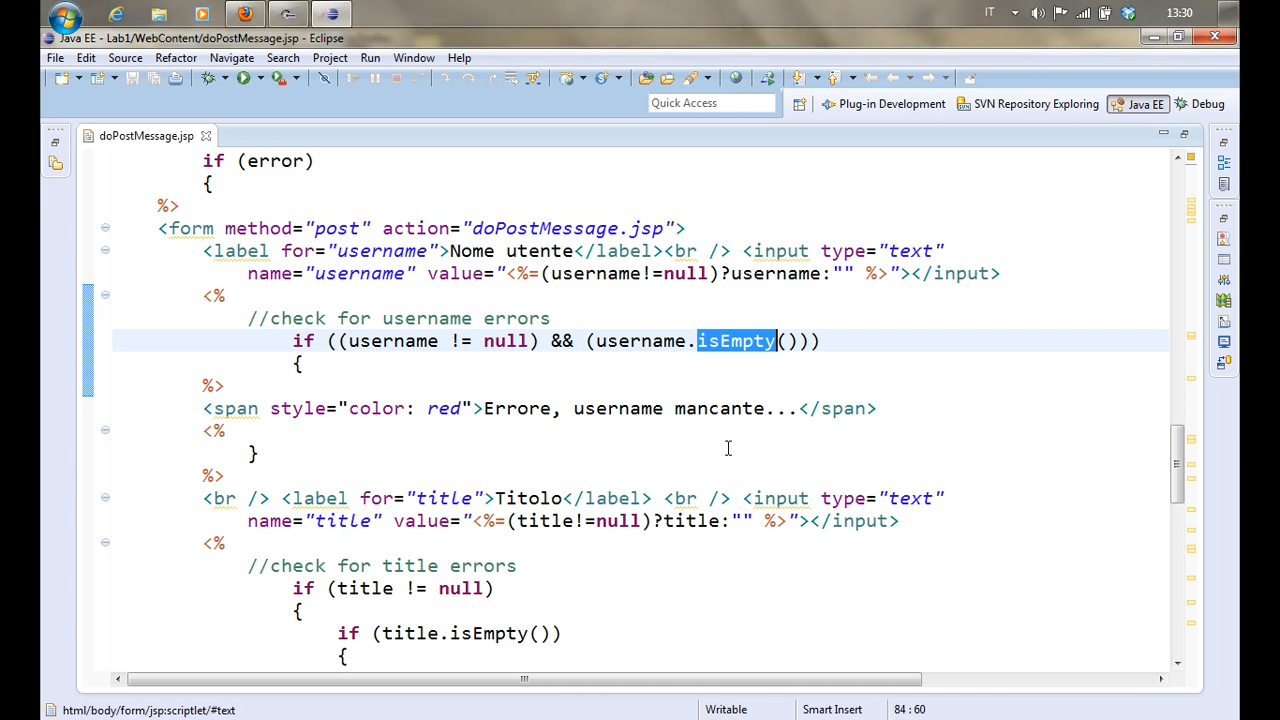 IT 13:30
Java EE - Lab1/WebContent/doPostMessage.jsp - Eclipse
File Edit Source Refactor Navigate Search Project Run Window Help
Quick Access Plug-in Development SVN Repository Exploring Java EE Debug
doPostMessage.jsp
if (error)
{
%>
<form method="post" action="doPostMessage.jsp">
<label for="username">Nome utente</label><br /> <input type="text"
name="username" value="<%=(username!=null)?username:"" %>"></input>
<%
//check for username errors
if ((username != null) && (username.isEmpty()))
{
%>
<span style="color: red">Errore, username mancante...</span>
<%
}
%>
<br /> <label for="title">Titolo</label> <br /> <input type="text"
name="title" value="<%=(title!=null)?title:"" %>"></input>
<%
//check for title errors
if (title != null)
{
if (title.isEmpty())
{
html/body/form/jsp:scriptlet/#text Writable Smart Insert 84 : 60